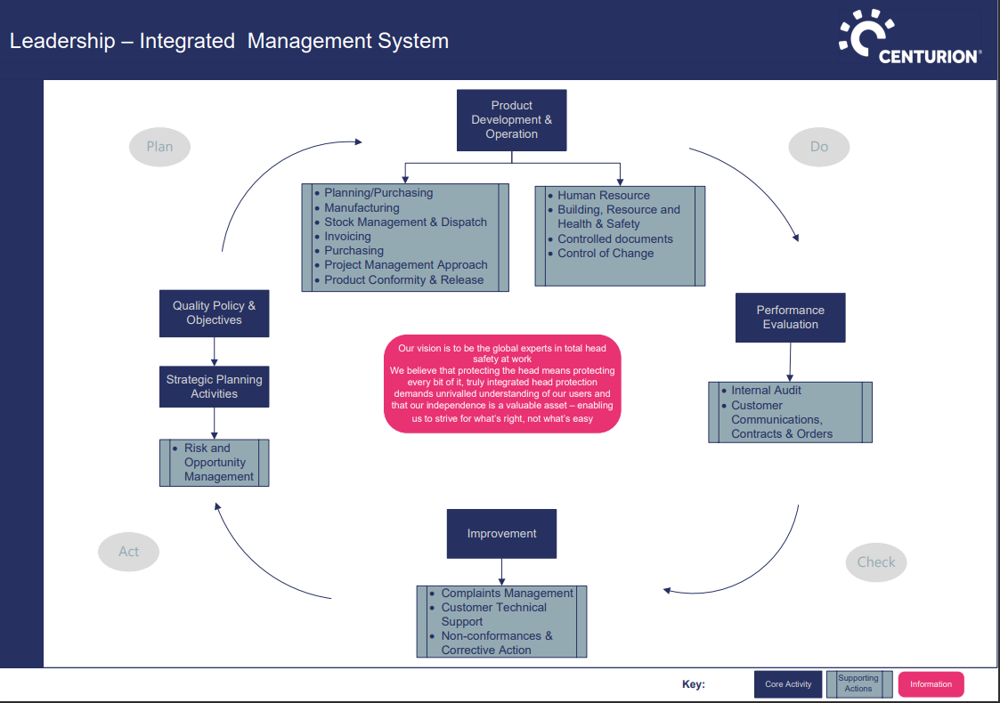 Leadership – Integrated  Management System
CENTURION®
Product
Development &
Operation
Plan
Do
• Planning/Purchasing
• Manufacturing
• Stock Management & Dispatch
• Invoicing
• Purchasing
• Project Management Approach
• Product Conformity & Release
• Human Resource
• Building, Resource and
Health & Safety
• Controlled documents
• Control of Change
Quality Policy &
Objectives
Strategic Planning
Activities
• Risk and
Opportunity
Management
Our vision is to be the global experts in total head
safety at work
We believe that protecting the head means protecting
every bit of it, truly integrated head protection
demands unrivalled understanding of our users and
that our independence is a valuable asset – enabling
us to strive for what's right, not what's easy
Performance
Evaluation
• Internal Audit
• Customer
Communications,
Contracts & Orders
Improvement
• Complaints Management
• Customer Technical
Support
• Non-conformances &
Corrective Action
Act
Check
Key:
Core Activity
Supporting
Actions
Information